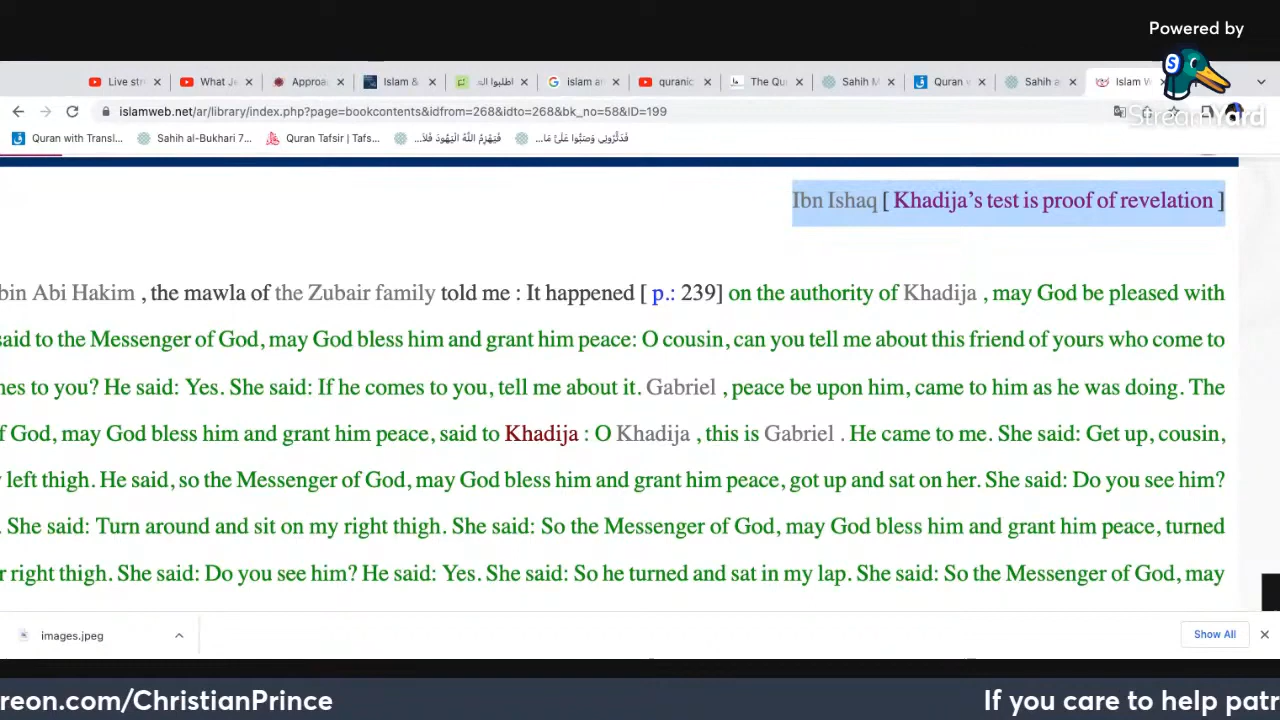 Powered by
StreamYard
Live str
What J
Approa
Islam &
اطلبوا ال
islam an
quranic
The Qu
Sahih M
Quran v
Sahih a
Islam W
islamweb.net/ar/library/index.php?page=bookcontents&idfrom=268&idto=268&bk_no=58&ID=199
Quran with Transl...
Sahih al-Bukhari 7...
Quran Tafsir | Tafs...
فَيَهْزِمُ اللَّهُ الْيَهُودَ فَلاَ...
فَدَثِّرُونِي وَصَبُّوا عَلَىَّ مَا...
Ibn Ishaq [ Khadija’s test is proof of revelation ]
bin Abi Hakim , the mawla of the Zubair family told me : It happened [ p.: 239] on the authority of Khadija , may God be pleased with
said to the Messenger of God, may God bless him and grant him peace: O cousin, can you tell me about this friend of yours who come to
nes to you? He said: Yes. She said: If he comes to you, tell me about it. Gabriel , peace be upon him, came to him as he was doing. The
f God, may God bless him and grant him peace, said to Khadija : O Khadija , this is Gabriel . He came to me. She said: Get up, cousin,
left thigh. He said, so the Messenger of God, may God bless him and grant him peace, got up and sat on her. She said: Do you see him?
. She said: Turn around and sit on my right thigh. She said: So the Messenger of God, may God bless him and grant him peace, turned
r right thigh. She said: Do you see him? He said: Yes. She said: So he turned and sat in my lap. She said: So the Messenger of God, may
images.jpeg
Show All
reon.com/ChristianPrince
If you care to help patr